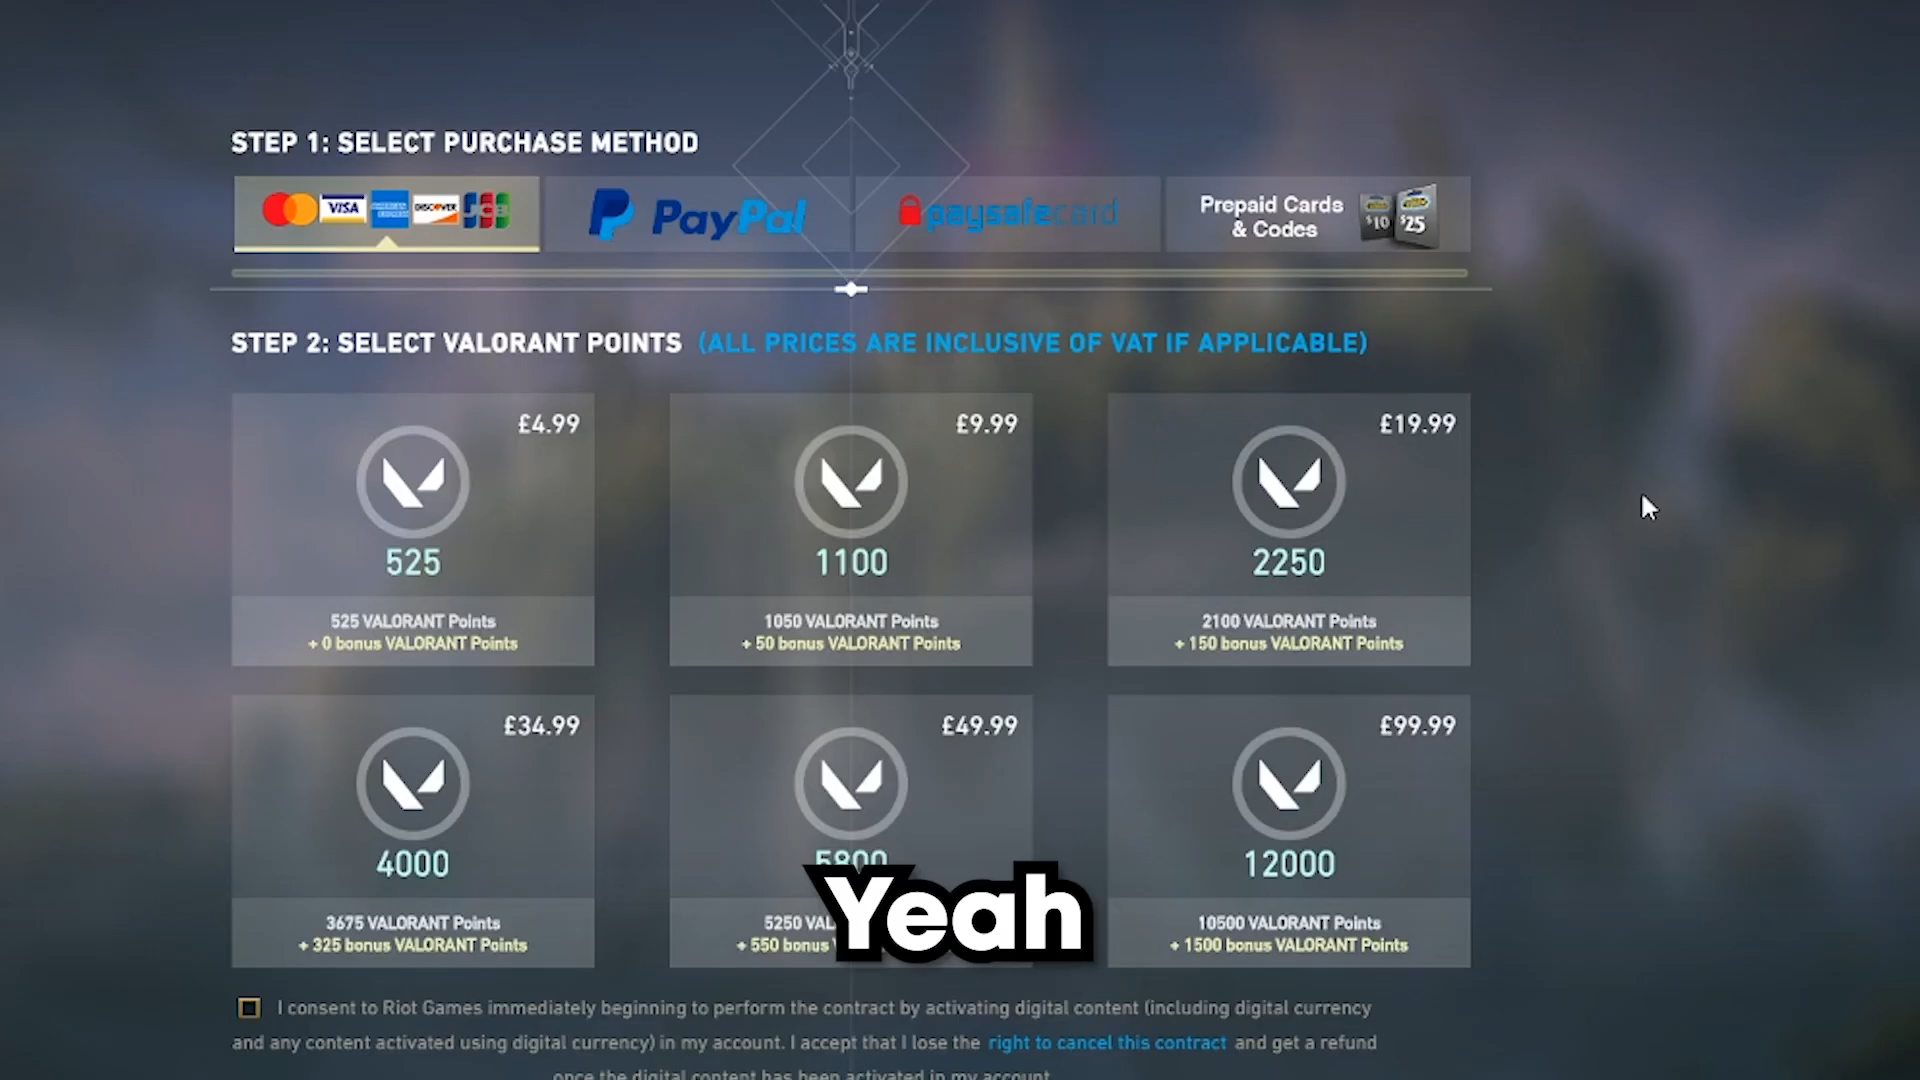 STEP 1: SELECT PURCHASE METHOD
VISA
AMERICAN EXPRESS
DISCOVER
JCB
PayPal
paysafecard
Prepaid Cards
& Codes
$10
$25
STEP 2: SELECT VALORANT POINTS (ALL PRICES ARE INCLUSIVE OF VAT IF APPLICABLE)
£4.99
525
525 VALORANT Points
+ 0 bonus VALORANT Points
£9.99
1100
1050 VALORANT Points
+ 50 bonus VALORANT Points
£19.99
2250
2100 VALORANT Points
+ 150 bonus VALORANT Points
£34.99
4000
3675 VALORANT Points
+ 325 bonus VALORANT Points
£49.99
5800
5250 VAL
+ 550 bonus
Yeah
£99.99
12000
10500 VALORANT Points
+ 1500 bonus VALORANT Points
I consent to Riot Games immediately beginning to perform the contract by activating digital content (including digital currency
and any content activated using digital currency) in my account. I accept that I lose the right to cancel this contract and get a refund
once the digital content has been activated in my account.